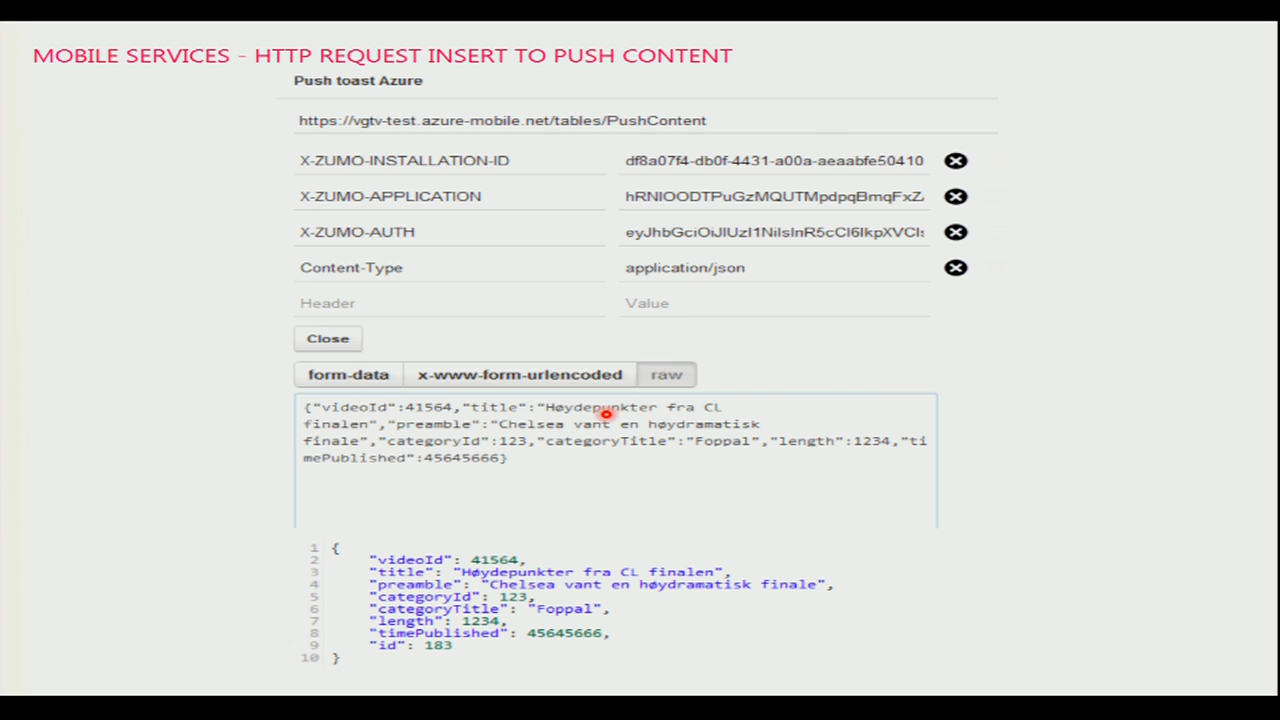 MOBILE SERVICES - HTTP REQUEST INSERT TO PUSH CONTENT
Push toast Azure
https://vgtv-test.azure-mobile.net/tables/PushContent
X-ZUMO-INSTALLATION-ID df8a07f4-db0f-4431-a00a-aeaabfe50410
X-ZUMO-APPLICATION hRNIOODTPuGzMQUTMpdpqBmqFxZ
X-ZUMO-AUTH eyJhbGciOiJIUzI1NiIsInR5cCI6IkpXVCIs
Content-Type application/json
Header Value
Close
form-data x-www-form-urlencoded raw
{"videoId":41564,"title":"Høydepunkter fra CL
finalen","preamble":"Chelsea vant en høydramatisk
finale","categoryId":123,"categoryTitle":"Foppal","length":1234,"ti
mePublished":45645666}
1 {
2 "videoId": 41564,
3 "title": "Høydepunkter fra CL finalen",
4 "preamble": "Chelsea vant en høydramatisk finale",
5 "categoryId": 123,
6 "categoryTitle": "Foppal",
7 "length": 1234,
8 "timePublished": 45645666,
9 "id": 183
10 }